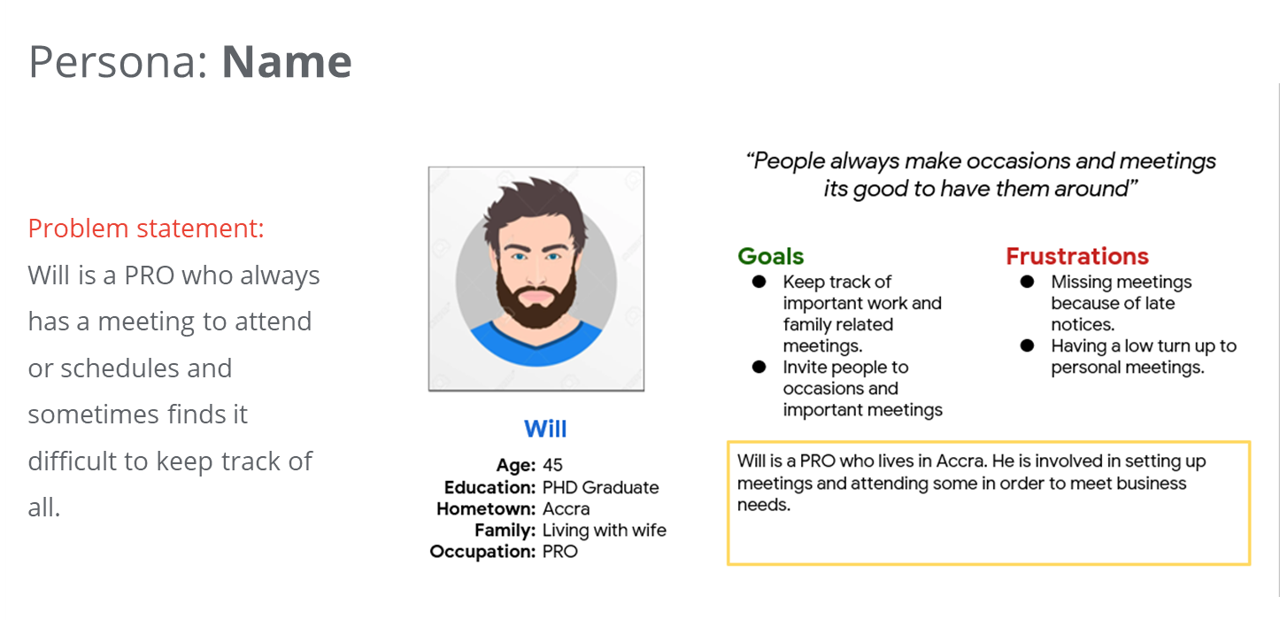 Persona: Name
Problem statement:
Will is a PRO who always
has a meeting to attend
or schedules and
sometimes finds it
difficult to keep track of
all.
Will
Age: 45
Education: PHD Graduate
Hometown: Accra
Family: Living with wife
Occupation: PRO
“People always make occasions and meetings
its good to have them around”
Goals
● Keep track of
important work and
family related
meetings.
● Invite people to
occasions and
important meetings
Frustrations
● Missing meetings
because of late
notices.
● Having a low turn up to
personal meetings.
Will is a PRO who lives in Accra. He is involved in setting up
meetings and attending some in order to meet business
needs.